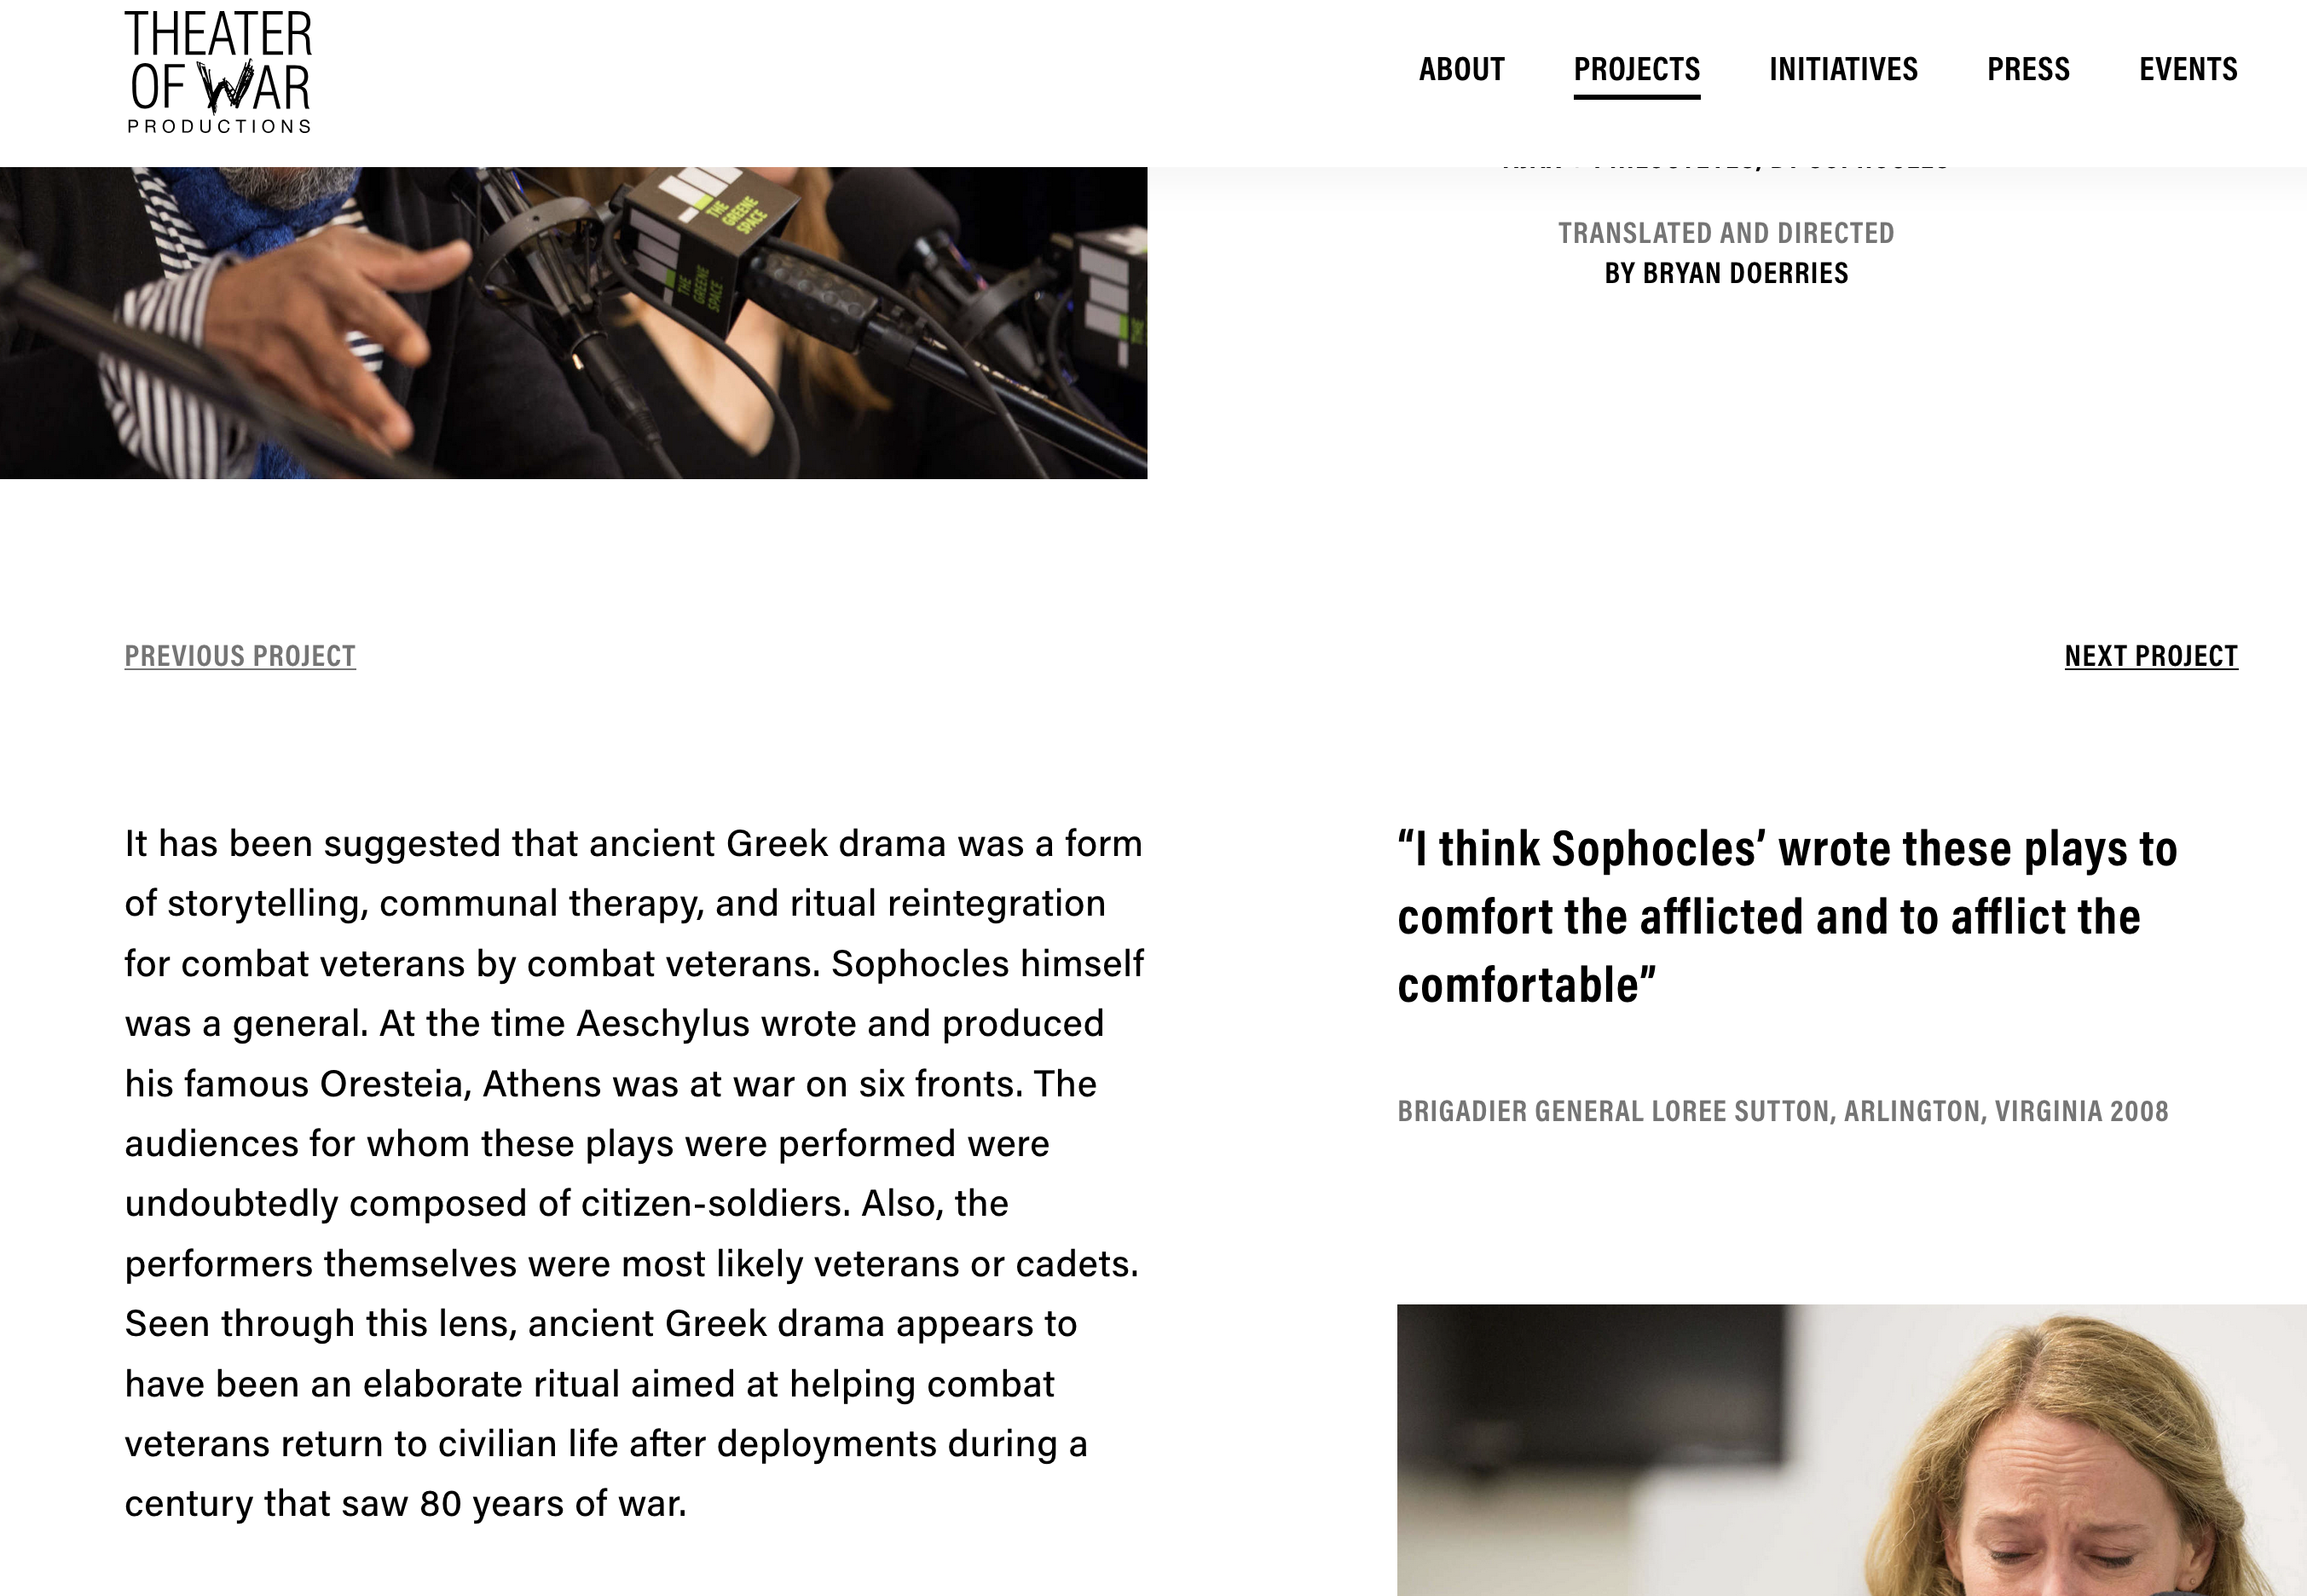 THEATER
OF WAR
PRODUCTIONS
ABOUT PROJECTS INITIATIVES PRESS EVENTS
THE
GREENE
SPACE
THE
GREENE
SPACE
THE
TRANSLATED AND DIRECTED
BY BRYAN DOERRIES
PREVIOUS PROJECT
NEXT PROJECT
It has been suggested that ancient Greek drama was a form
of storytelling, communal therapy, and ritual reintegration
for combat veterans by combat veterans. Sophocles himself
was a general. At the time Aeschylus wrote and produced
his famous Oresteia, Athens was at war on six fronts. The
audiences for whom these plays were performed were
undoubtedly composed of citizen-soldiers. Also, the
performers themselves were most likely veterans or cadets.
Seen through this lens, ancient Greek drama appears to
have been an elaborate ritual aimed at helping combat
veterans return to civilian life after deployments during a
century that saw 80 years of war.
“I think Sophocles’ wrote these plays to
comfort the afflicted and to afflict the
comfortable”
BRIGADIER GENERAL LOREE SUTTON, ARLINGTON, VIRGINIA 2008